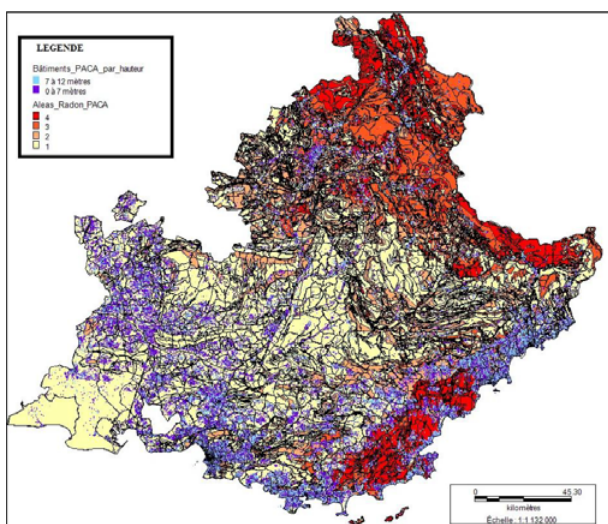 LEGENDE
Bâtiments_PACA_par_hauteur
7 à 12 mètres
0 à 7 mètres
Aleas_Radon_PACA
4
3
2
1
0 45.30
kilomètres
Échelle : 1:1 132 000